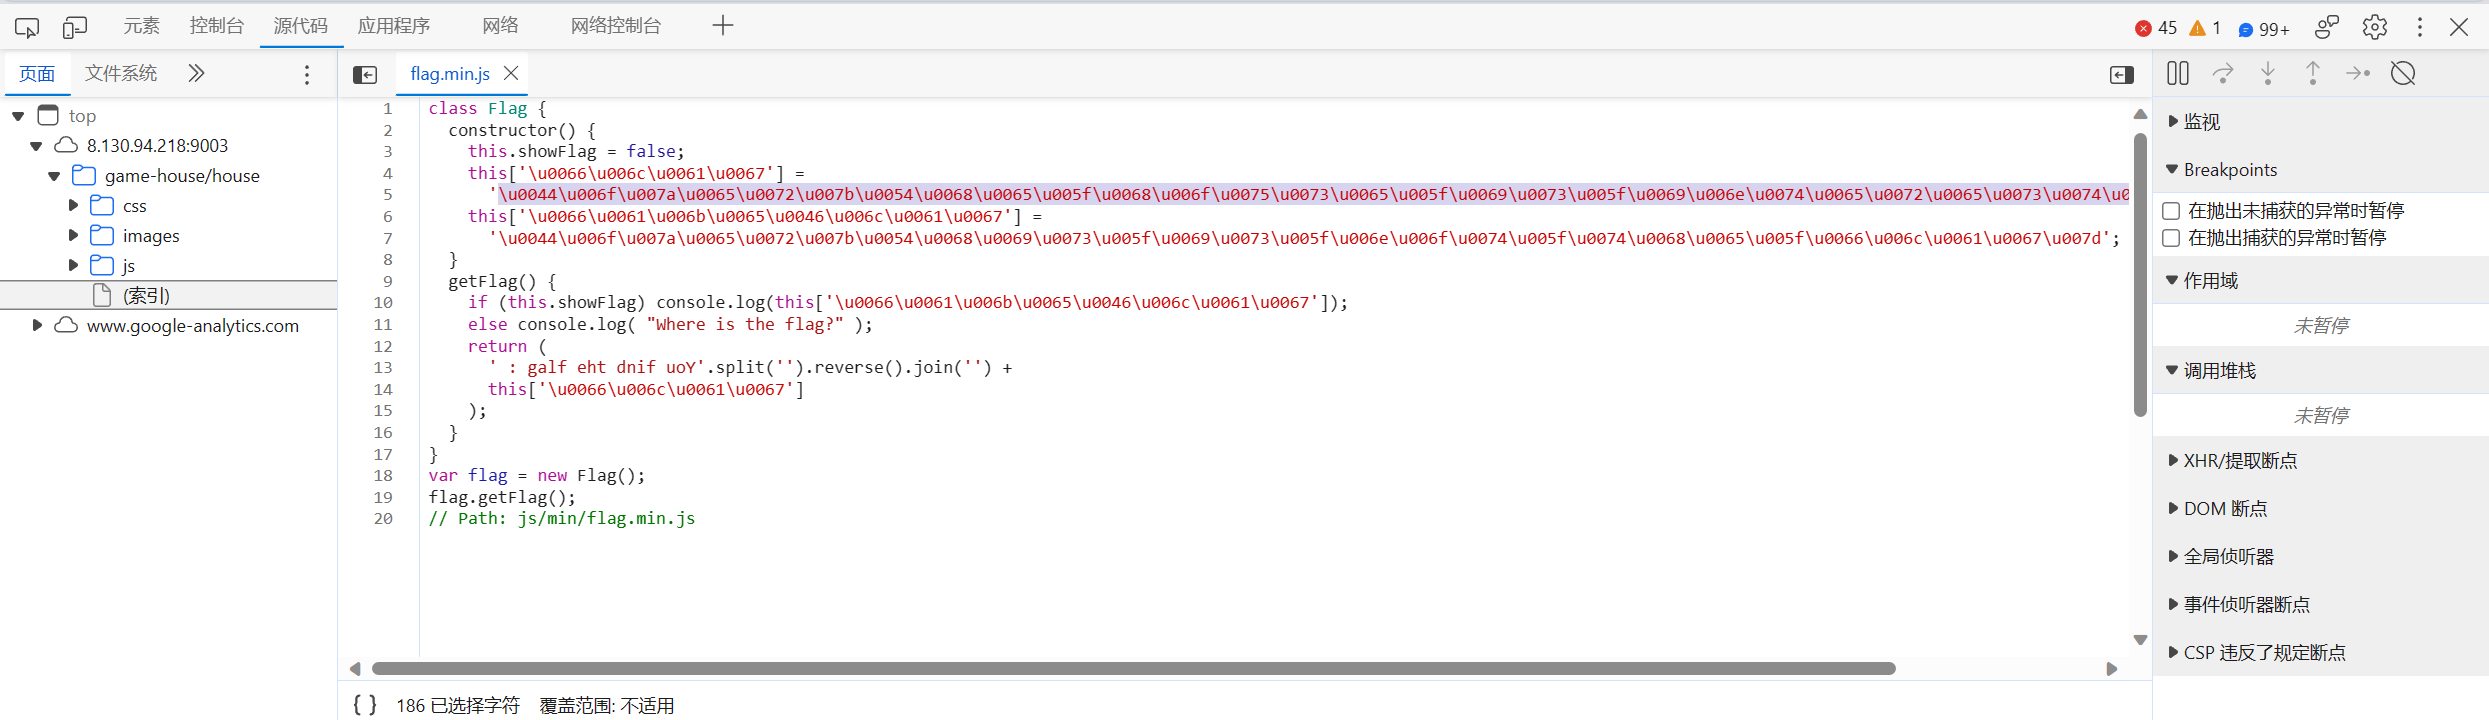 元素 控制台 源代码 应用程序 网络 网络控制台 45 1 99+
页面 文件系统
top
8.130.94.218:9003
game-house/house
css
images
js
(索引)
www.google-analytics.com
flag.min.js
1 class Flag {
2 constructor() {
3 this.showFlag = false;
4 this['\u0066\u006c\u0061\u0067'] =
5 '\u0044\u006f\u007a\u0065\u0072\u007b\u0054\u0068\u0065\u005f\u0068\u006f\u0075\u0073\u0065\u005f\u0069\u0073\u005f\u0069\u006e\u0074\u0065\u0072\u0065\u0073\u0074\u0
6 this['\u0066\u0061\u006b\u0065\u0046\u006c\u0061\u0067'] =
7 '\u0044\u006f\u007a\u0065\u0072\u007b\u0054\u0068\u0069\u0073\u005f\u0069\u0073\u005f\u006e\u006f\u0074\u005f\u0074\u0068\u0065\u005f\u0066\u006c\u0061\u0067\u007d';
8 }
9 getFlag() {
10 if (this.showFlag) console.log(this['\u0066\u0061\u006b\u0065\u0046\u006c\u0061\u0067']);
11 else console.log( "Where is the flag?" );
12 return (
13 ' : galf eht dnif uoY'.split('').reverse().join('') +
14 this['\u0066\u006c\u0061\u0067']
15 );
16 }
17 }
18 var flag = new Flag();
19 flag.getFlag();
20 // Path: js/min/flag.min.js
{ } 186 已选择字符 覆盖范围: 不适用
监视
Breakpoints
在抛出未捕获的异常时暂停
在抛出捕获的异常时暂停
作用域
未暂停
调用堆栈
未暂停
XHR/提取断点
DOM 断点
全局侦听器
事件侦听器断点
CSP 违反了规定断点